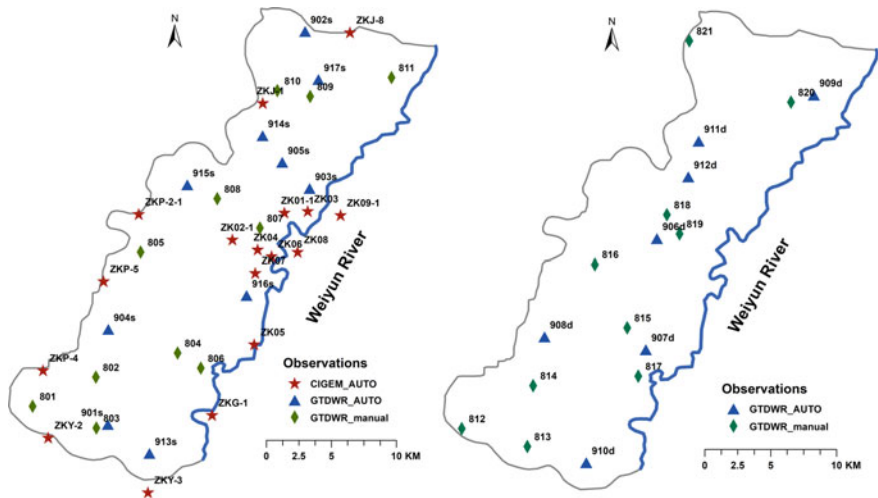 N
902s
ZKJ-8
917s
811
810
809
ZKJ-1
914s
905s
915s
903s
808
ZKP-2-1
ZK01-1
ZK03
ZK09-1
807
ZK02-1
ZK04
ZK06
ZK08
805
ZK07
ZKP-5
916s
904s
ZK05
804
806
ZKP-4
802
801
901s
803
ZKY-2
ZKG-1
913s
ZKY-3
Weiyun River
Observations
CIGEM_AUTO
GTDWR_AUTO
GTDWR_manual
0 2.5 5 10 KM
N
821
909d
820
911d
912d
818
819
906d
816
815
908d
907d
817
814
812
813
910d
Weiyun River
Observations
GTDWR_AUTO
GTDWR_manual
0 2.5 5 10 KM